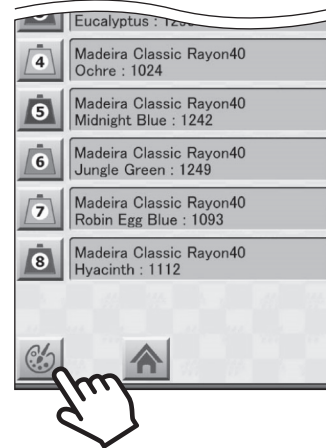 Eucalyptus :
4
Madeira Classic Rayon40
Ochre : 1024
5
Madeira Classic Rayon40
Midnight Blue : 1242
6
Madeira Classic Rayon40
Jungle Green : 1249
7
Madeira Classic Rayon40
Robin Egg Blue : 1093
8
Madeira Classic Rayon40
Hyacinth : 1112